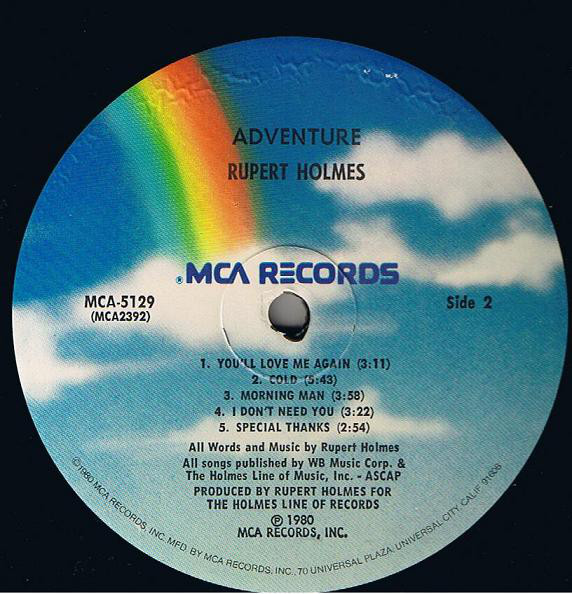 ADVENTURE
RUPERT HOLMES
®MCA RECORDS
MCA-5129
(MCA2392)
Side 2
1. YOU'LL LOVE ME AGAIN (3:11)
2. COLD (5:43)
3. MORNING MAN (3:58)
4. I DON'T NEED YOU (3:22)
5. SPECIAL THANKS (2:54)
All Words and Music by Rupert Holmes
All songs published by WB Music Corp. &
The Holmes Line of Music, Inc. - ASCAP
PRODUCED BY RUPERT HOLMES FOR
THE HOLMES LINE OF RECORDS
℗ 1980
MCA RECORDS, INC.
©1980 MCA RECORDS, INC. MFD. BY MCA RECORDS, INC., 70 UNIVERSAL PLAZA, UNIVERSAL CITY, CALIF. 91608